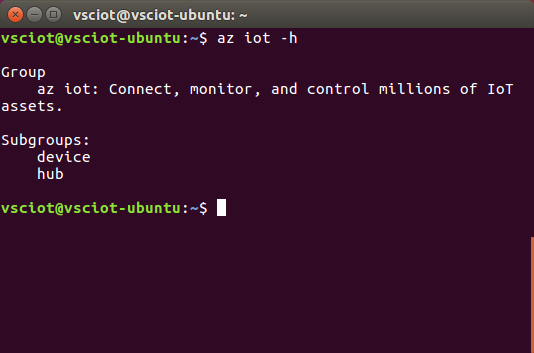 vsciot@vsciot-ubuntu: ~
vsciot@vsciot-ubuntu:~$ az iot -h
Group
az iot: Connect, monitor, and control millions of IoT
assets.
Subgroups:
device
hub
vsciot@vsciot-ubuntu:~$